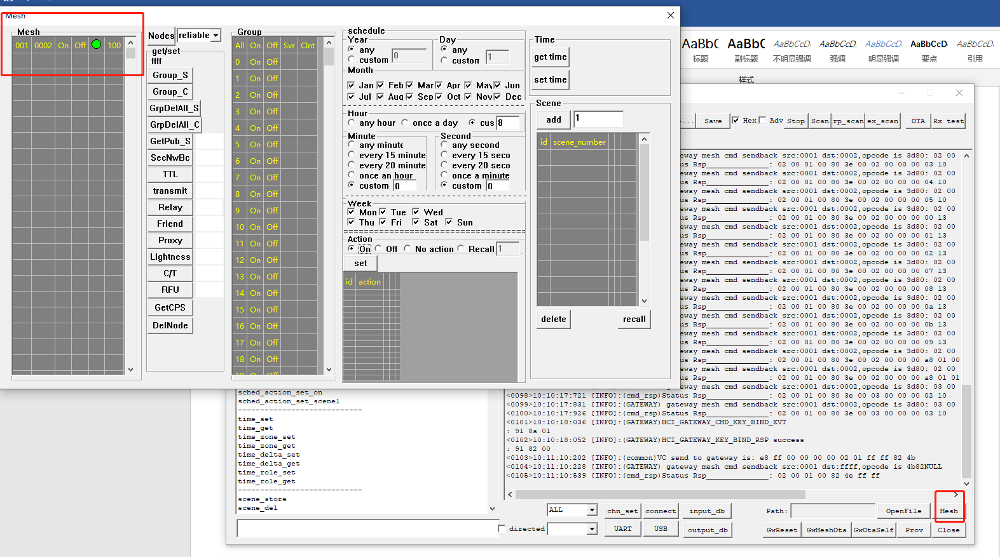 Mesh
Mesh
001 0002 On Off 100
Nodes reliable
get/set
ffff
Group_S
Group_C
GrpDelAll_S
GrpDelAll_C
GetPub_S
SecNwBc
TTL
transmit
Relay
Friend
Proxy
Lightness
C/T
RFU
GetCPS
DelNode
Group
All On Off Svr Clnt
0 On Off
1 On Off
2 On Off
3 On Off
4 On Off
5 On Off
6 On Off
7 On Off
8 On Off
9 On Off
10 On Off
11 On Off
12 On Off
13 On Off
14 On Off
15 On Off
16 On Off
17 On Off
18 On Off
schedule
Year
any
custom 0
Day
any
custom 1
Month
Jan Feb Mar Apr May Jun
Jul Aug Sep Oct Nov Dec
Hour
any hour once a day cus 8
Minute
any minute
every 15 minute
every 20 minute
once an hour
custom 0
Second
any second
every 15 seco
every 20 seco
once a minute
custom 0
Week
Mon Tue Wed
Thu Fri Sat Sun
Action
On Off No action Recall 1
set
id action
Time
get time
set time
Scene
add 1
id scene_number
delete recall
AaBbC AaBbC AaBbCcD AaBbCcD AaBbCcD AaBbCcD AaBbCcD
标题 副标题 不明显强调 强调 明显强调 要点 引用
样式
... Save Hex Adv Stop Scan rp_scan ex_scan OTA Rx test
eway mesh cmd sendback src:0001 dst:0002,opcode is 3d80: 02 00
us Rsp_______________: 02 00 01 00 80 3e 00 02 00 00 00 03 10
eway mesh cmd sendback src:0001 dst:0002,opcode is 3d80: 02 00
us Rsp_______________: 02 00 01 00 80 3e 00 02 00 00 00 04 10
eway mesh cmd sendback src:0001 dst:0002,opcode is 3d80: 02 00
us Rsp_______________: 02 00 01 00 80 3e 00 02 00 00 00 05 10
eway mesh cmd sendback src:0001 dst:0002,opcode is 3d80: 02 00
us Rsp_______________: 02 00 01 00 80 3e 00 02 00 00 00 00 13
eway mesh cmd sendback src:0001 dst:0002,opcode is 3d80: 02 00
us Rsp_______________: 02 00 01 00 80 3e 00 02 00 00 00 01 13
eway mesh cmd sendback src:0001 dst:0002,opcode is 3d80: 02 00
us Rsp_______________: 02 00 01 00 80 3e 00 02 00 00 00 02 13
eway mesh cmd sendback src:0001 dst:0002,opcode is 3d80: 02 00
us Rsp_______________: 02 00 01 00 80 3e 00 02 00 00 00 07 13
eway mesh cmd sendback src:0001 dst:0002,opcode is 3d80: 02 00
us Rsp_______________: 02 00 01 00 80 3e 00 02 00 00 00 08 13
eway mesh cmd sendback src:0001 dst:0002,opcode is 3d80: 02 00
us Rsp_______________: 02 00 01 00 80 3e 00 02 00 00 00 0a 13
eway mesh cmd sendback src:0001 dst:0002,opcode is 3d80: 02 00
us Rsp_______________: 02 00 01 00 80 3e 00 02 00 00 00 0b 13
eway mesh cmd sendback src:0001 dst:0002,opcode is 3d80: 02 00
us Rsp_______________: 02 00 01 00 80 3e 00 02 00 00 00 09 13
eway mesh cmd sendback src:0001 dst:0002,opcode is 3d80: 02 00
us Rsp_______________: 02 00 01 00 80 3e 00 02 00 00 00 a8 01 00
eway mesh cmd sendback src:0001 dst:0002,opcode is 3d80: 02 00
us Rsp_______________: 02 00 01 00 80 3e 00 02 00 00 00 a8 01 01
eway mesh cmd sendback src:0001 dst:0002,opcode is 3d80: 03 00
<0098>10:10:17:721 [INFO]:(cmd_rsp)Status Rsp_______________: 02 00 01 00 80 3e 00 03 00 00 00 02 10
<0099>10:10:17:831 [INFO]:(GATEWAY) gateway mesh cmd sendback src:0001 dst:0002,opcode is 3d80: 03 00
<0100>10:10:17:926 [INFO]:(cmd_rsp)Status Rsp_______________: 02 00 01 00 80 3e 00 03 00 00 00 03 10
<0101>10:10:18:036 [INFO]:(GATEWAY)HCI_GATEWAY_CMD_KEY_BIND_EVT
: 91 8a 01
<0102>10:10:18:052 [INFO]:(GATEWAY)HCI_GATEWAY_KEY_BIND_RSP success
: 91 82 00
<0103>10:11:10:202 [INFO]:(common)VC send to gateway is: e8 ff 00 00 00 00 02 01 ff ff 82 4b
<0104>10:11:10:228 [INFO]:(GATEWAY) gateway mesh cmd sendback src:0001 dst:ffff,opcode is 4b82NULL
<0105>10:11:10:539 [INFO]:(cmd_rsp)Status Rsp_______________: 02 00 01 00 82 4e ff ff
sched_action_set_on
sched_action_set_scene1
----------------------------
time_set
time_get
time_zone_set
time_zone_get
time_delta_set
time_delta_get
time_role_set
time_role_get
----------------------------
scene_store
scene_del
ALL chn_set connect input_db Path: OpenFile Mesh
directed UART USB output_db GwReset GwMeshOta GwOtaSelf Prov Close